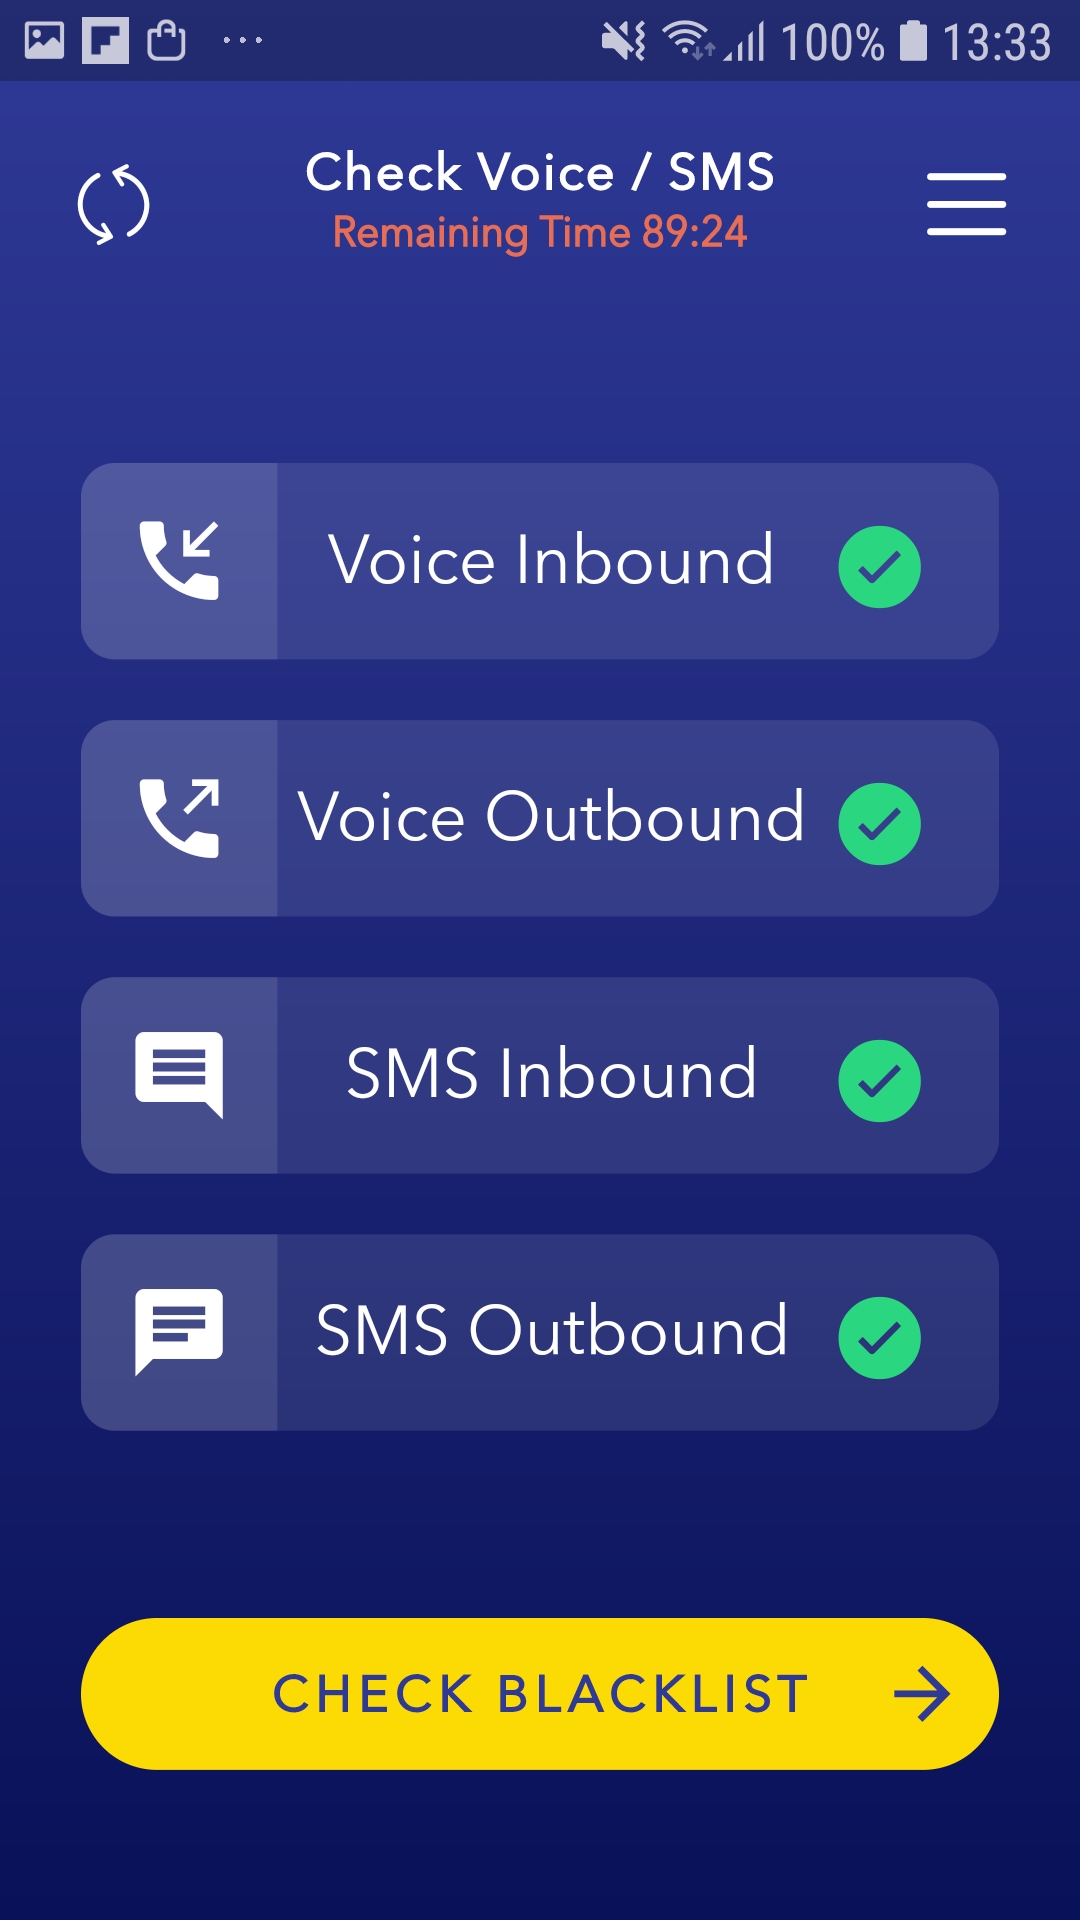 100% 13:33
Check Voice / SMS
Remaining Time 89:24
Voice Inbound
Voice Outbound
SMS Inbound
SMS Outbound
CHECK BLACKLIST